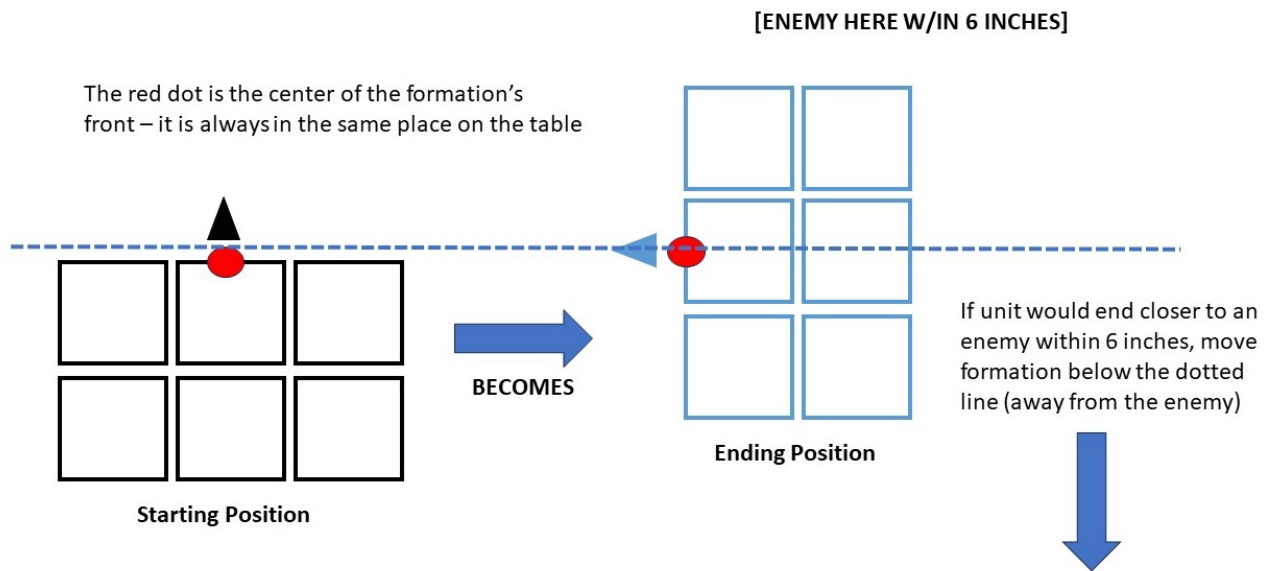 [ENEMY HERE W/IN 6 INCHES]
The red dot is the center of the formation’s
front – it is always in the same place on the table
BECOMES
If unit would end closer to an
enemy within 6 inches, move
formation below the dotted
line (away from the enemy)
Ending Position
Starting Position